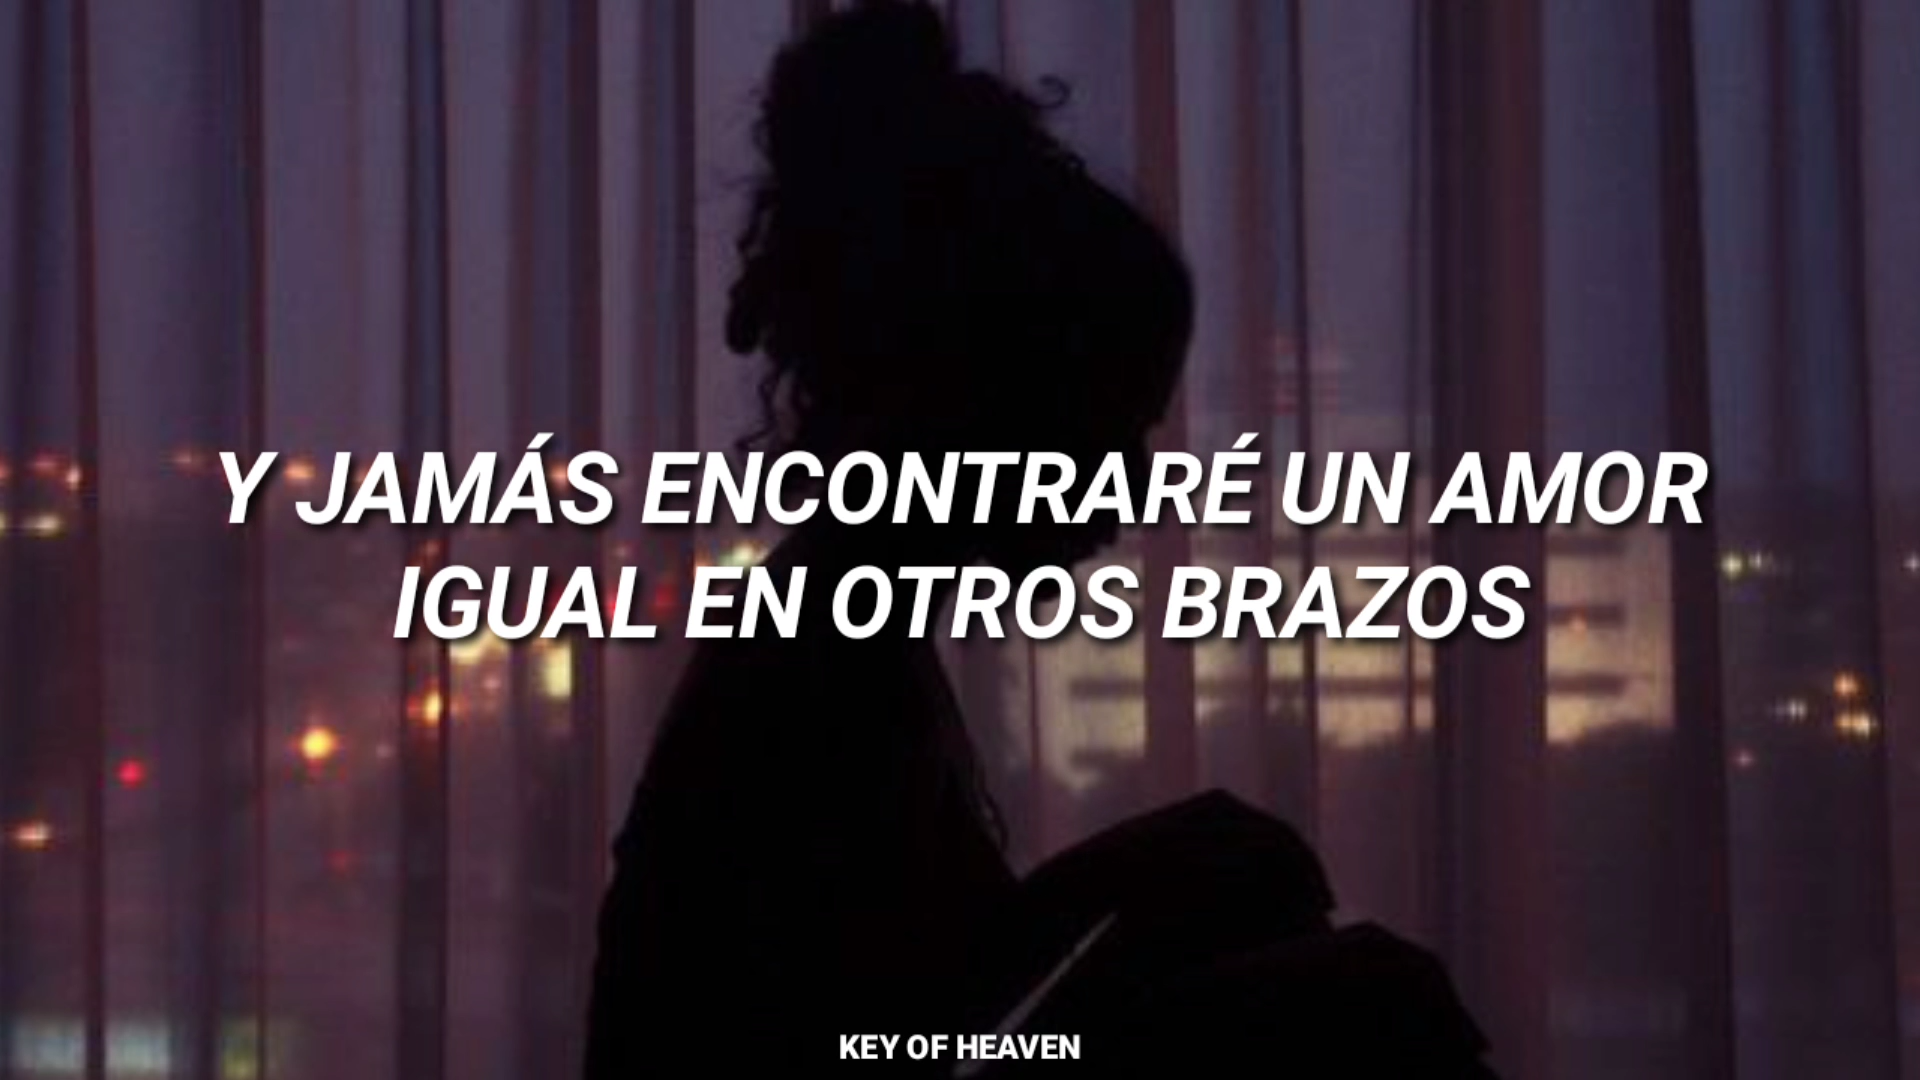 Y JAMÁS ENCONTRARÉ UN AMOR
IGUAL EN OTROS BRAZOS
KEY OF HEAVEN